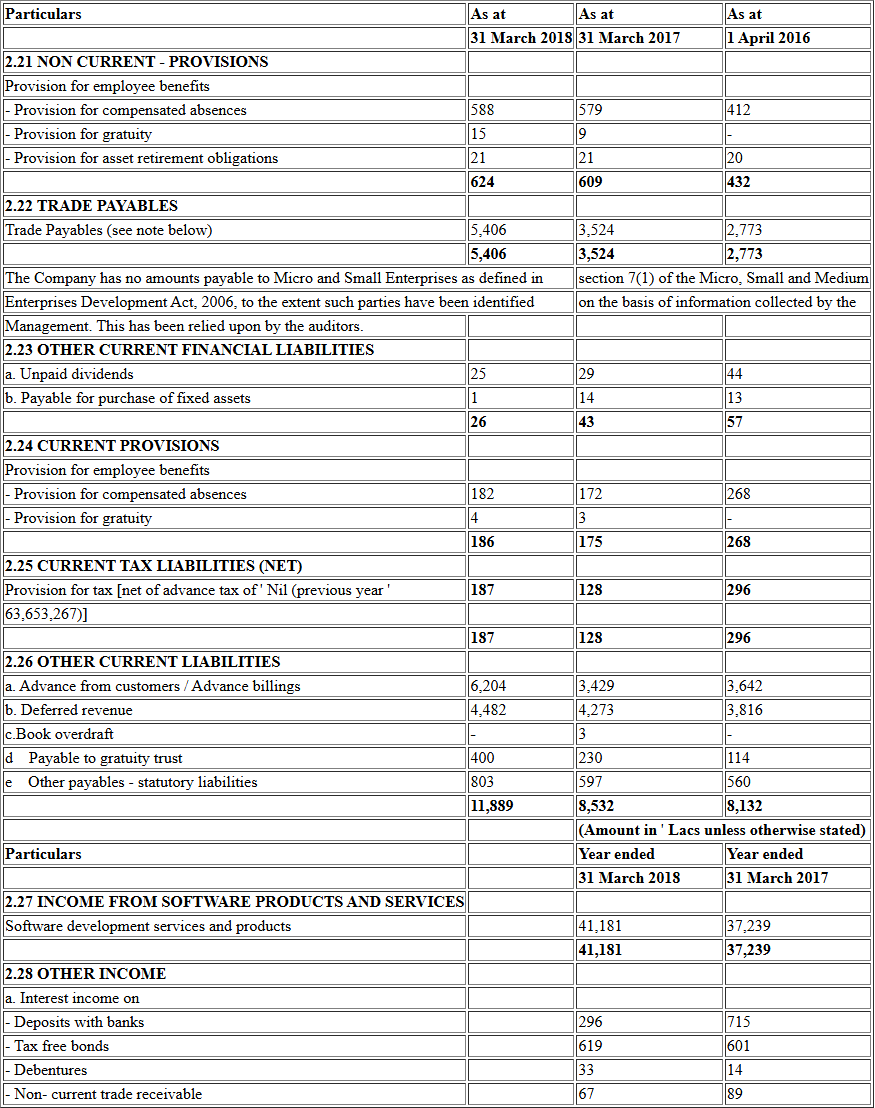 Particulars As at As at As at
31 March 2018 31 March 2017 1 April 2016
2.21 NON CURRENT - PROVISIONS
Provision for employee benefits
- Provision for compensated absences 588 579 412
- Provision for gratuity 15 9 -
- Provision for asset retirement obligations 21 21 20
624 609 432
2.22 TRADE PAYABLES
Trade Payables (see note below) 5,406 3,524 2,773
5,406 3,524 2,773
The Company has no amounts payable to Micro and Small Enterprises as defined in section 7(1) of the Micro, Small and Medium
Enterprises Development Act, 2006, to the extent such parties have been identified on the basis of information collected by the
Management. This has been relied upon by the auditors.
2.23 OTHER CURRENT FINANCIAL LIABILITIES
a. Unpaid dividends 25 29 44
b. Payable for purchase of fixed assets 1 14 13
26 43 57
2.24 CURRENT PROVISIONS
Provision for employee benefits
- Provision for compensated absences 182 172 268
- Provision for gratuity 4 3 -
186 175 268
2.25 CURRENT TAX LIABILITIES (NET)
Provision for tax [net of advance tax of ' Nil (previous year ' 187 128 296
63,653,267)]
187 128 296
2.26 OTHER CURRENT LIABILITIES
a. Advance from customers / Advance billings 6,204 3,429 3,642
b. Deferred revenue 4,482 4,273 3,816
c.Book overdraft - 3 -
d Payable to gratuity trust 400 230 114
e Other payables - statutory liabilities 803 597 560
11,889 8,532 8,132
(Amount in ' Lacs unless otherwise stated)
Particulars Year ended Year ended
31 March 2018 31 March 2017
2.27 INCOME FROM SOFTWARE PRODUCTS AND SERVICES
Software development services and products 41,181 37,239
41,181 37,239
2.28 OTHER INCOME
a. Interest income on
- Deposits with banks 296 715
- Tax free bonds 619 601
- Debentures 33 14
- Non- current trade receivable 67 89